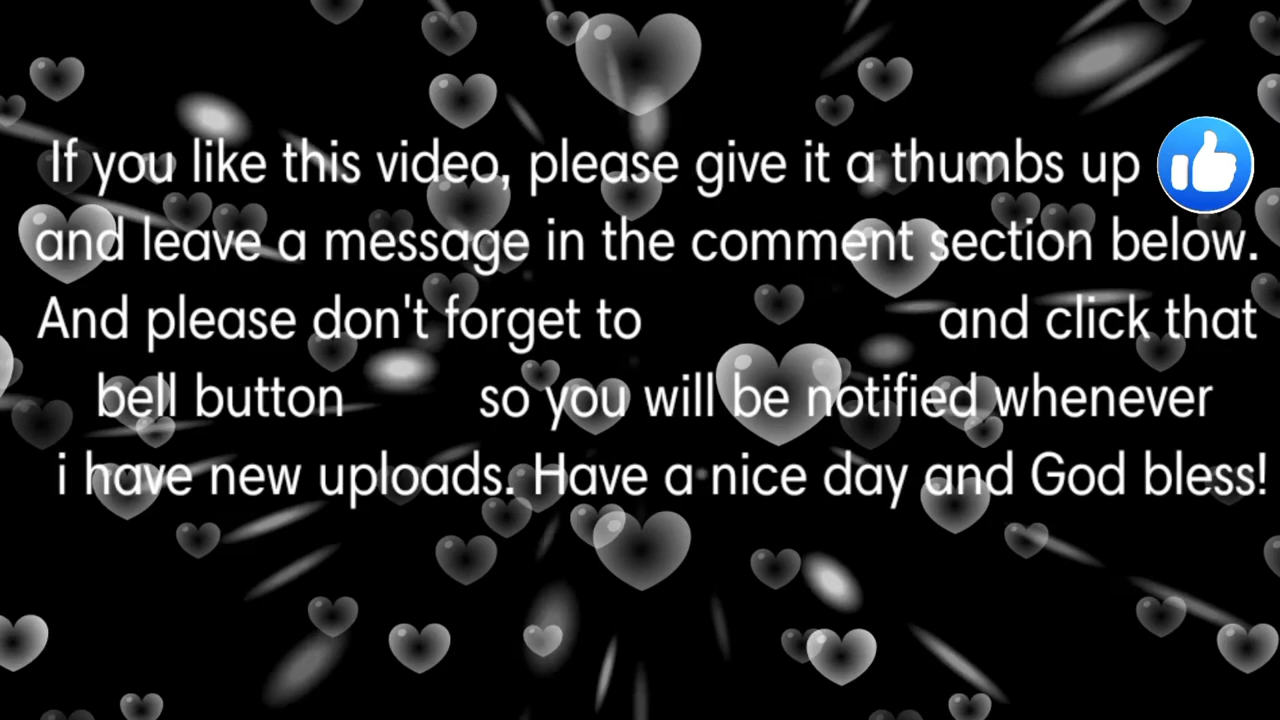 If you like this video, please give it a thumbs up
and leave a message in the comment section below.
And please don't forget to and click that
bell button so you will be notified whenever
i have new uploads. Have a nice day and God bless!